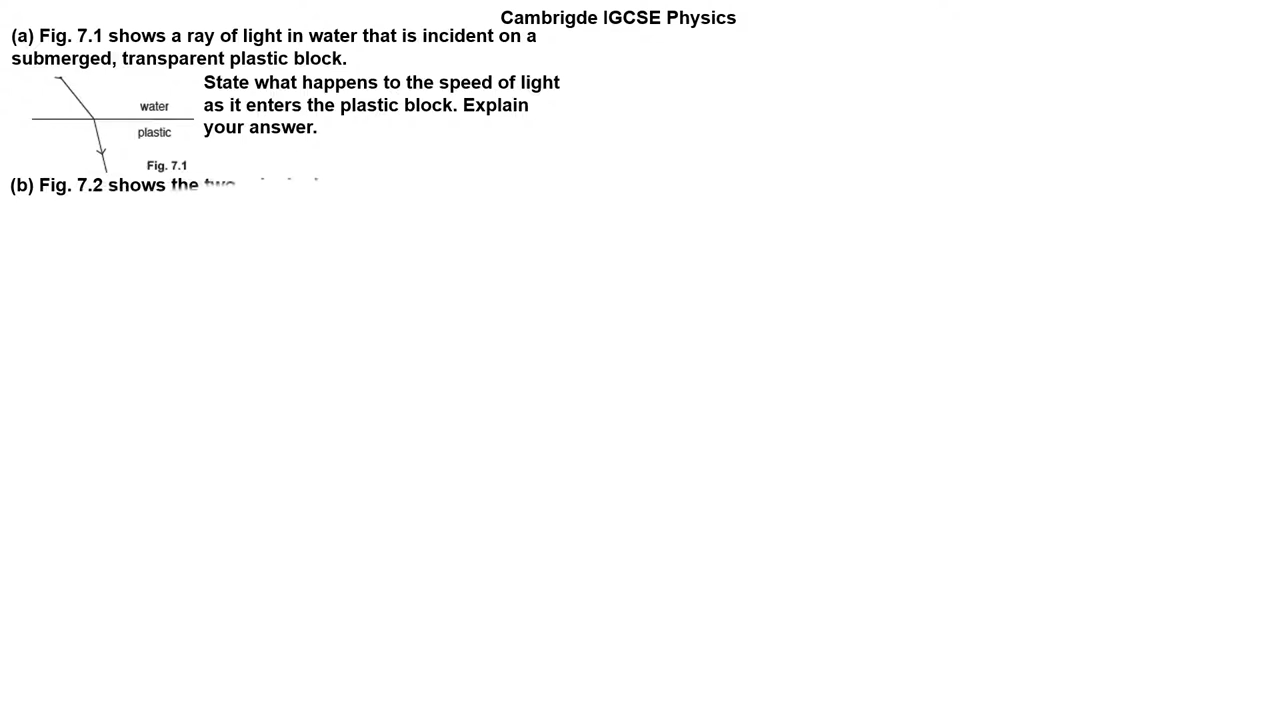 Cambrigde IGCSE Physics
(a) Fig. 7.1 shows a ray of light in water that is incident on a
submerged, transparent plastic block.
State what happens to the speed of light
as it enters the plastic block. Explain
your answer.
water
plastic
Fig. 7.1
(b) Fig. 7.2 shows the